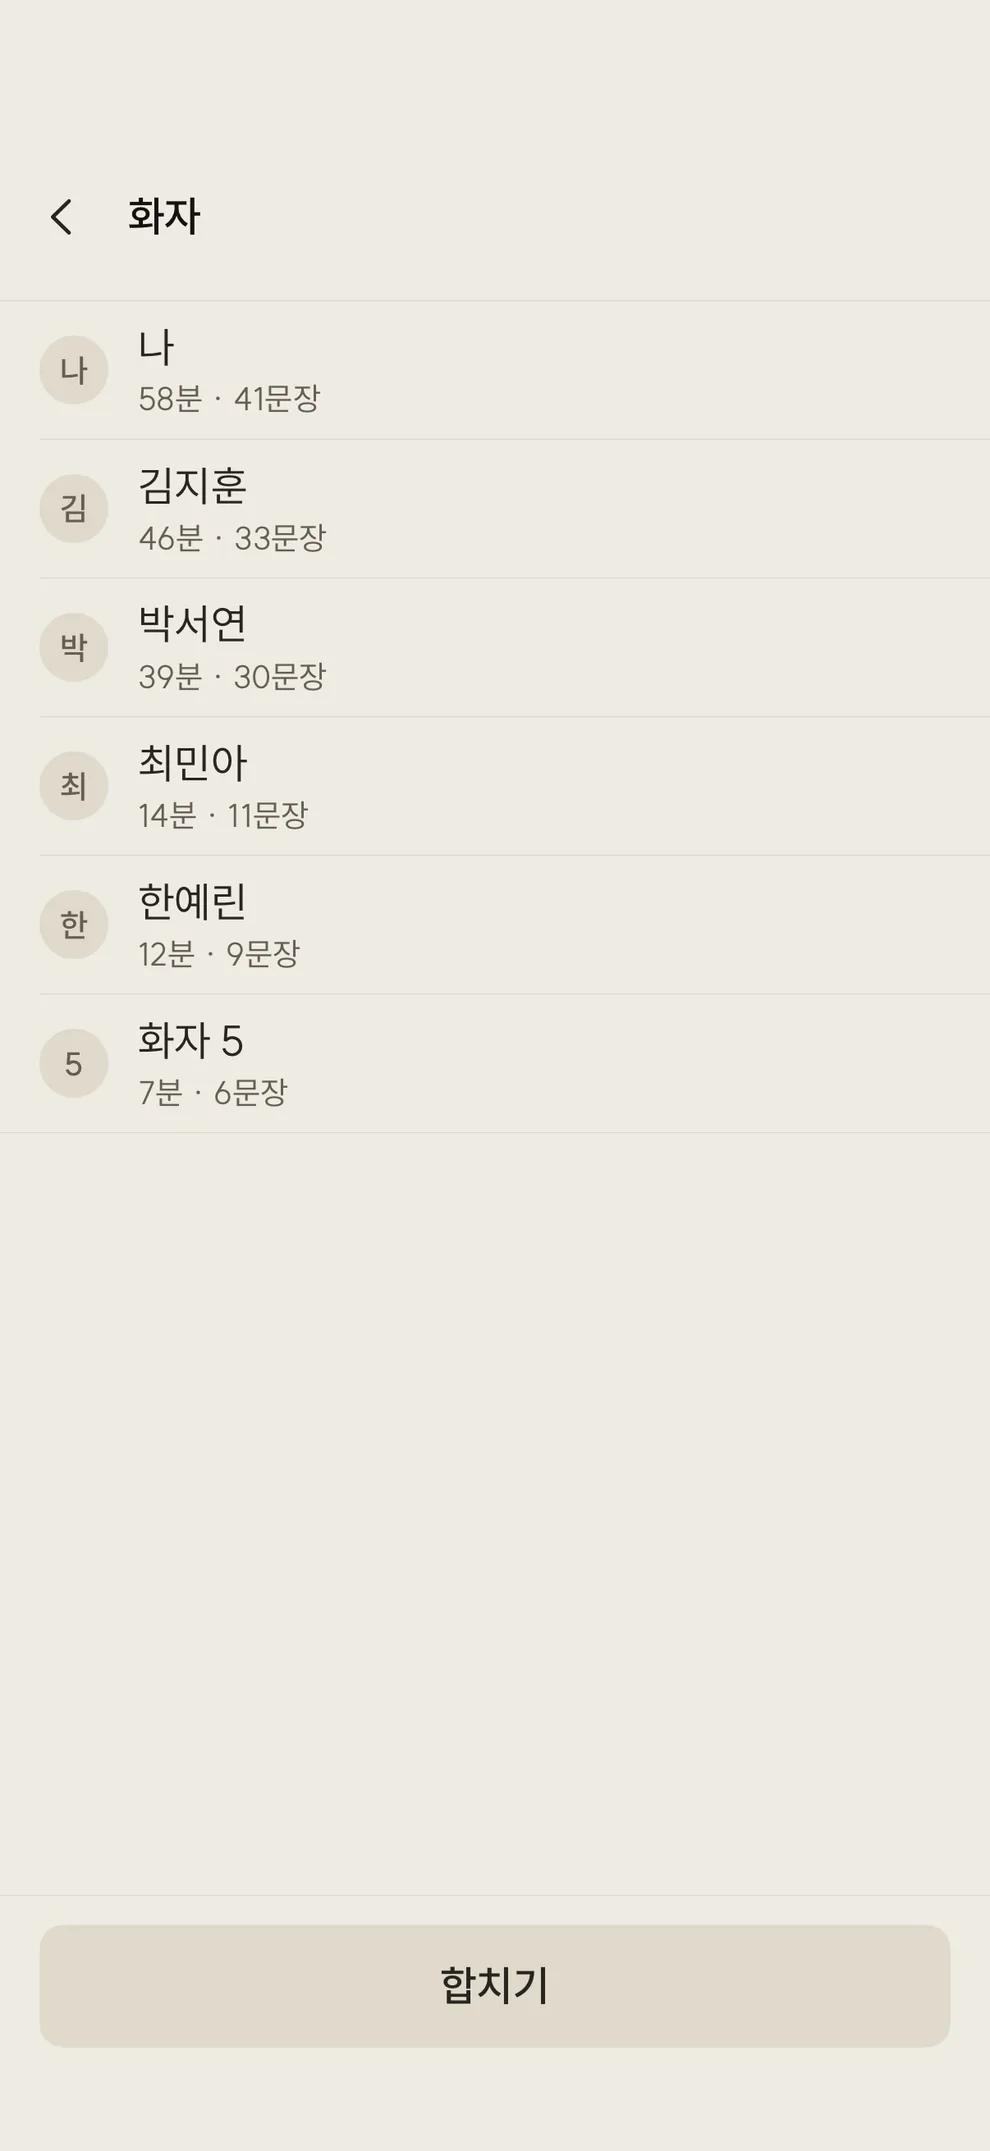 화자
나
나
58분 · 41문장
김
김지훈
46분 · 33문장
박
박서연
39분 · 30문장
최
최민아
14분 · 11문장
한
한예린
12분 · 9문장
5
화자 5
7분 · 6문장
합치기